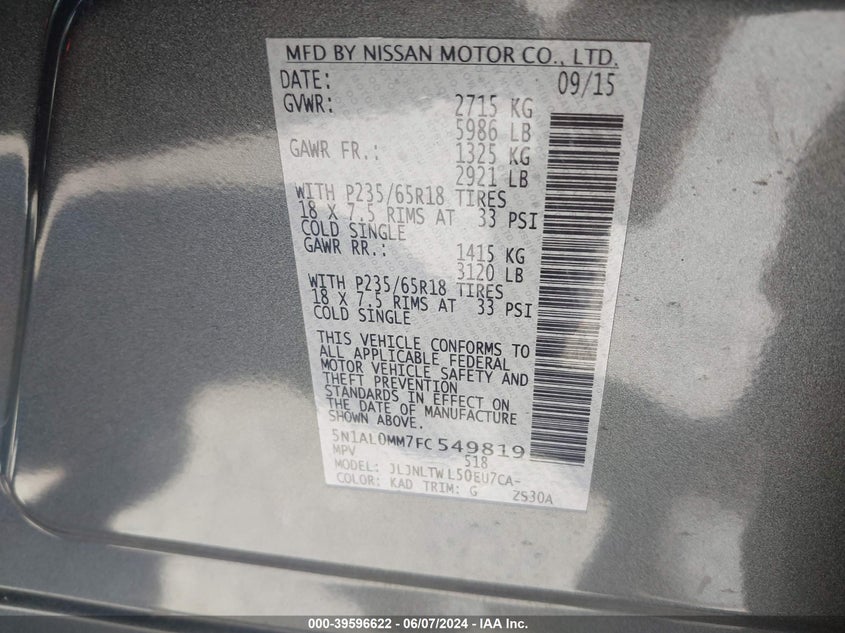 MFD BY NISSAN MOTOR CO., LTD.
DATE: 09/15
GVWR: 2715 KG
5986 LB
GAWR FR.: 1325 KG
2921 LB
WITH P235/65R18 TIRES
18 X 7.5 RIMS AT 33 PSI
COLD SINGLE
GAWR RR.: 1415 KG
3120 LB
WITH P235/65R18 TIRES
18 X 7.5 RIMS AT 33 PSI
COLD SINGLE
THIS VEHICLE CONFORMS TO
ALL APPLICABLE FEDERAL
MOTOR VEHICLE SAFETY AND
THEFT PREVENTION
STANDARDS IN EFFECT ON
THE DATE OF MANUFACTURE
SHOWN ABOVE.
5N1AL0MM7FC549819
MPV 518
MODEL: JLJNLTWL50EU7CA-
COLOR: KAD TRIM: G 2S30A
000-39596622 - 06/07/2024 - IAA Inc.